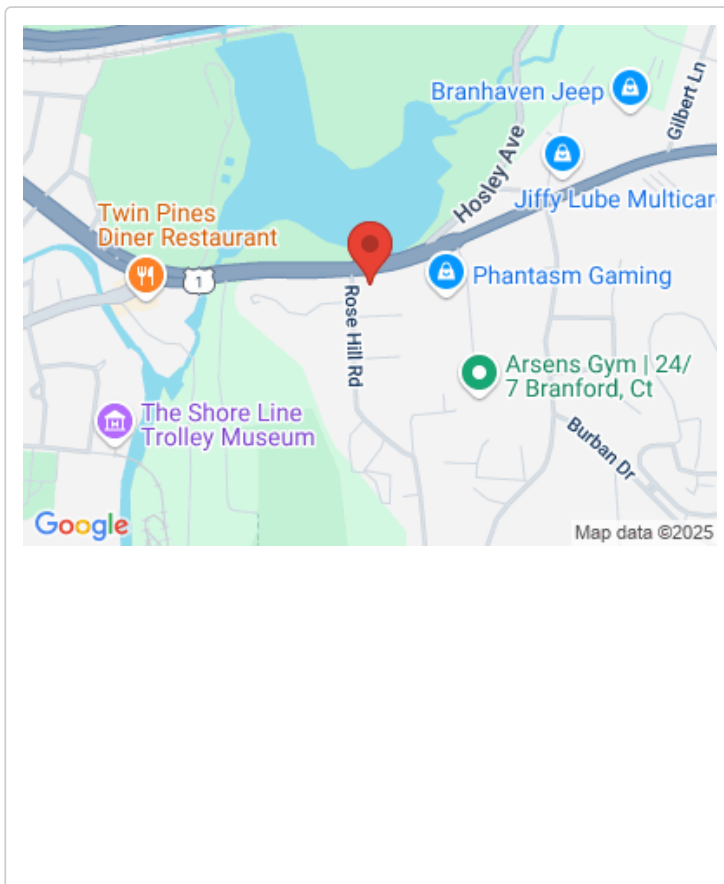 Gilbert Ln
Branhaven Jeep
Hosley Ave
Jiffy Lube Multicar
Twin Pines
Diner Restaurant
1
Phantasm Gaming
Rose Hill Rd
Arsens Gym | 24/
7 Branford, Ct
The Shore Line
Trolley Museum
Burban Dr
Google
Map data ©2025